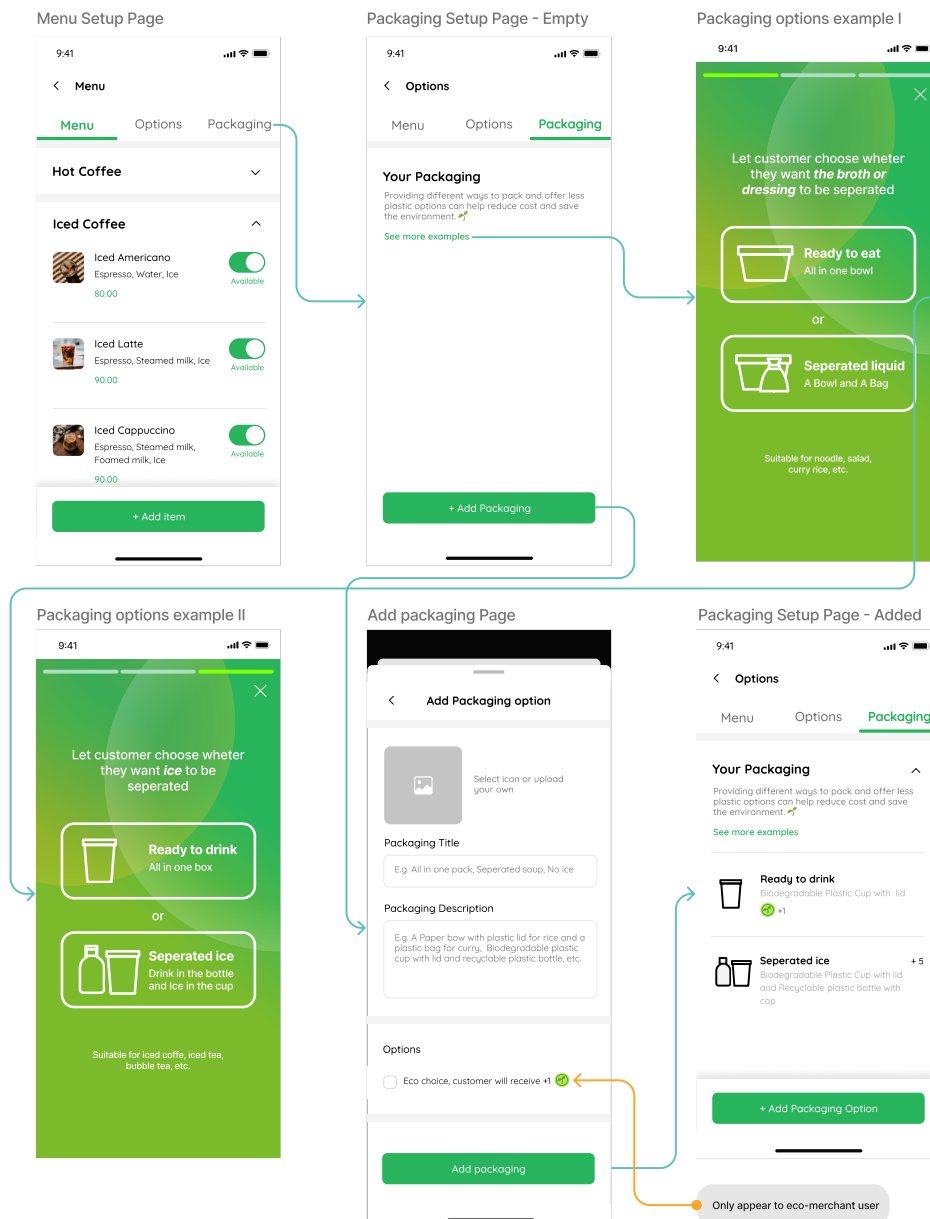 Menu Setup Page
9:41
Menu
Menu
Options
Packaging
Hot Coffee
Iced Coffee
Iced Americano
Espresso, Water, Ice
80.00
Available
Iced Latte
Espresso, Steamed milk, Ice
90.00
Available
Iced Cappuccino
Espresso, Steamed milk,
Foamed milk, Ice
90.00
Available
+ Add item
Packaging Setup Page - Empty
9:41
Options
Menu
Options
Packaging
Your Packaging
Providing different ways to pack and offer less
plastic options can help reduce cost and save
the environment.
See more examples
+ Add Packaging
Packaging options example I
9:41
Let customer choose wheter
they want the broth or
dressing to be seperated
Ready to eat
All in one bowl
or
Seperated liquid
A Bowl and A Bag
Suitable for noodle, salad,
curry rice, etc.
Packaging options example II
9:41
Let customer choose wheter
they want ice to be
seperated
Ready to drink
All in one box
or
Seperated ice
Drink in the bottle
and Ice in the cup
Suitable for iced coffe, iced tea,
bubble tea, etc.
Add packaging Page
Add Packaging option
Select icon or upload
your own
Packaging Title
E.g. All in one pack, Seperated soup, No ice
Packaging Description
E.g. A Paper bow with plastic lid for rice and a
plastic bag for curry, Biodegradable plastic
cup with lid and recyclable plastic bottle, etc.
Options
Eco choice, customer will receive +1
Add packaging
Packaging Setup Page - Added
9:41
Options
Menu
Options
Packaging
Your Packaging
Providing different ways to pack and offer less
plastic options can help reduce cost and save
the environment.
See more examples
Ready to drink
Biodegradable Plastic Cup with lid
+1
Seperated ice
+ 5
Biodegradable Plastic Cup with lid
and Recyclable plastic bottle with
cap
+ Add Packaging Option
Only appear to eco-merchant user